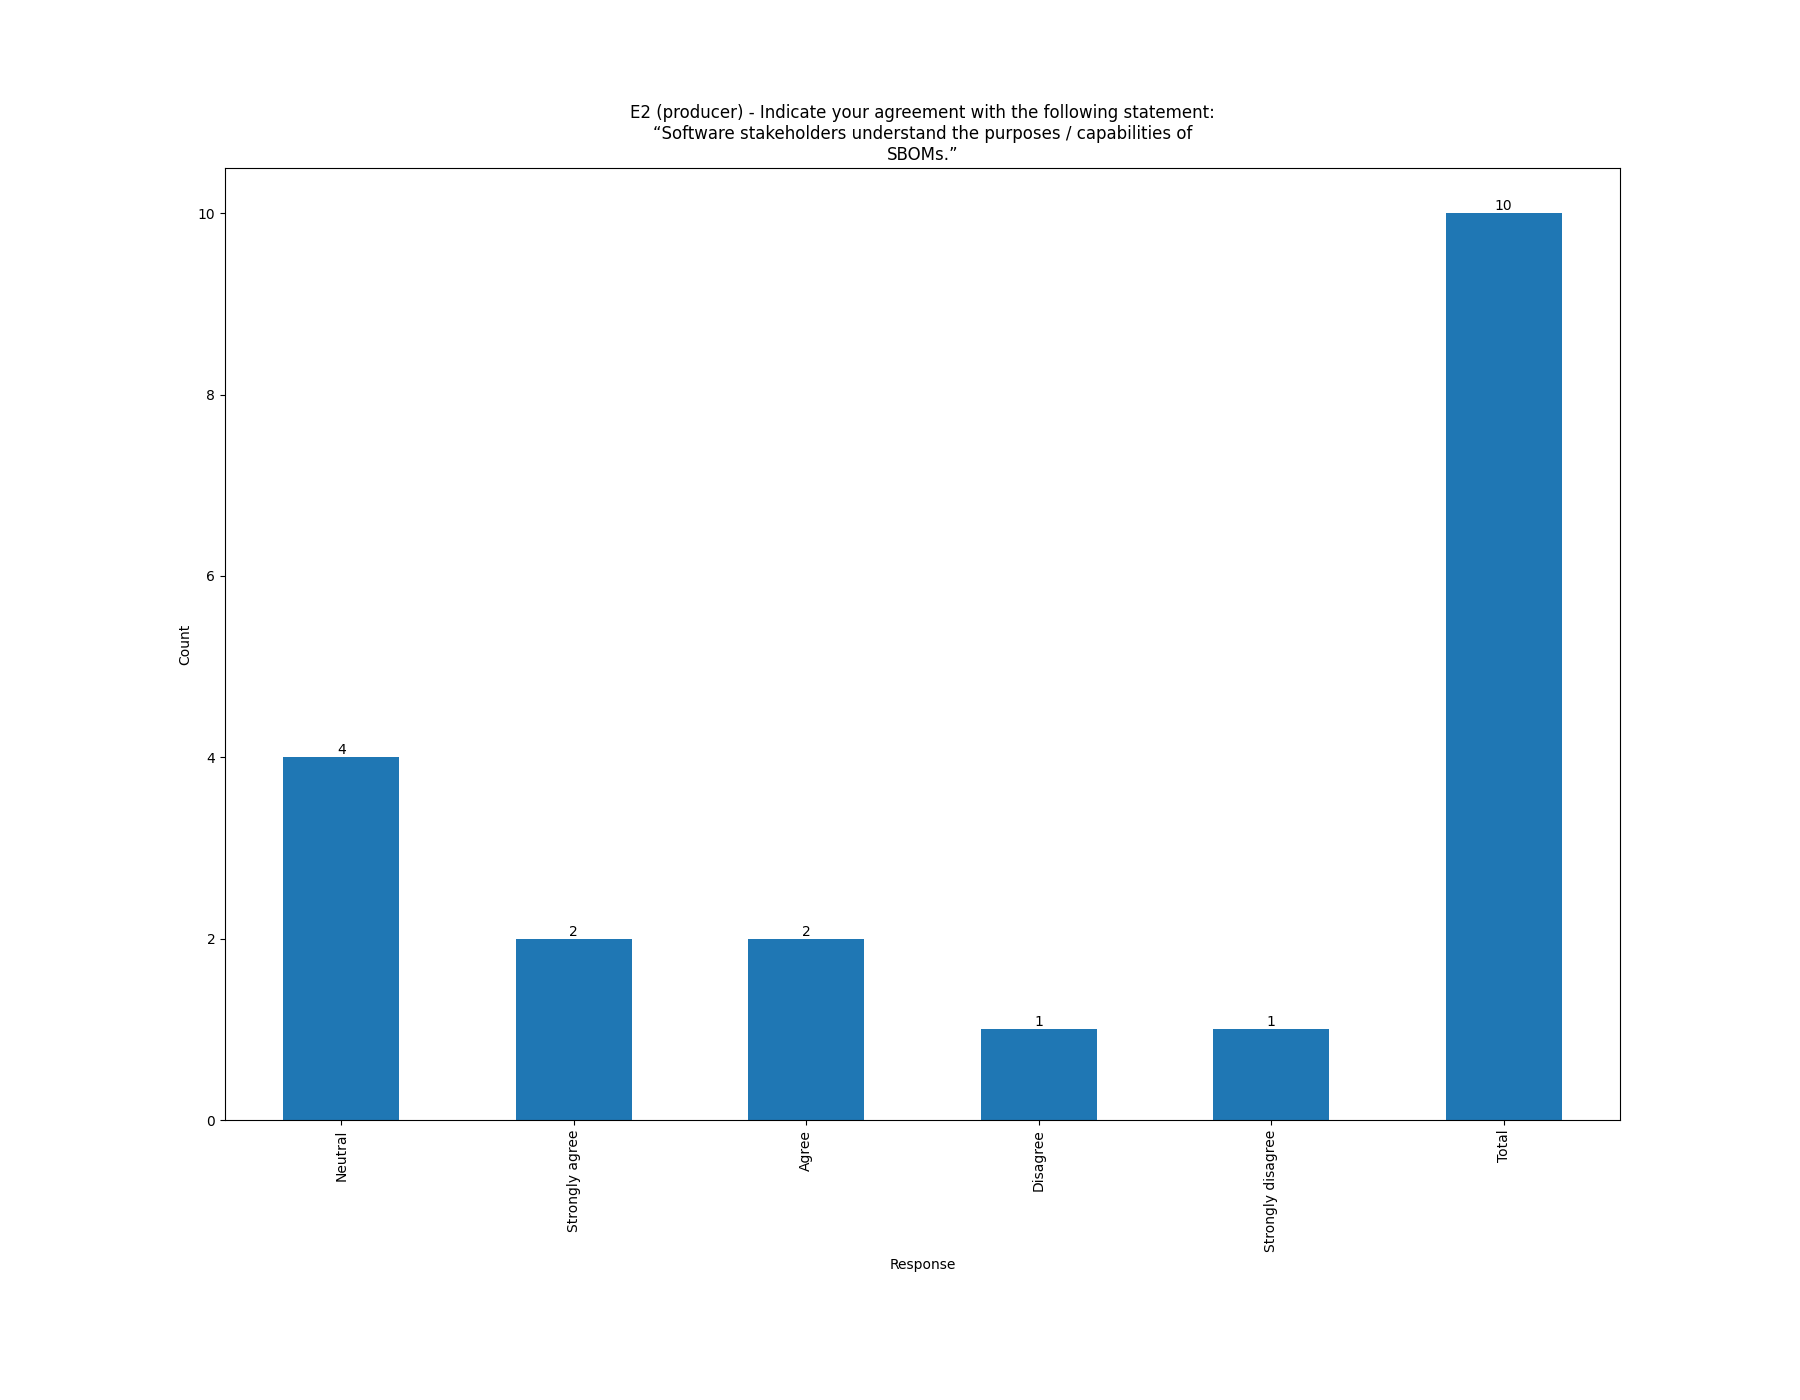 E2 (producer) - Indicate your agreement with the following statement:
“Software stakeholders understand the purposes / capabilities of
SBOMs.”
10
8
6
4
2
0
Count
4
2
2
1
1
10
Neutral
Strongly agree
Agree
Disagree
Strongly disagree
Total
Response